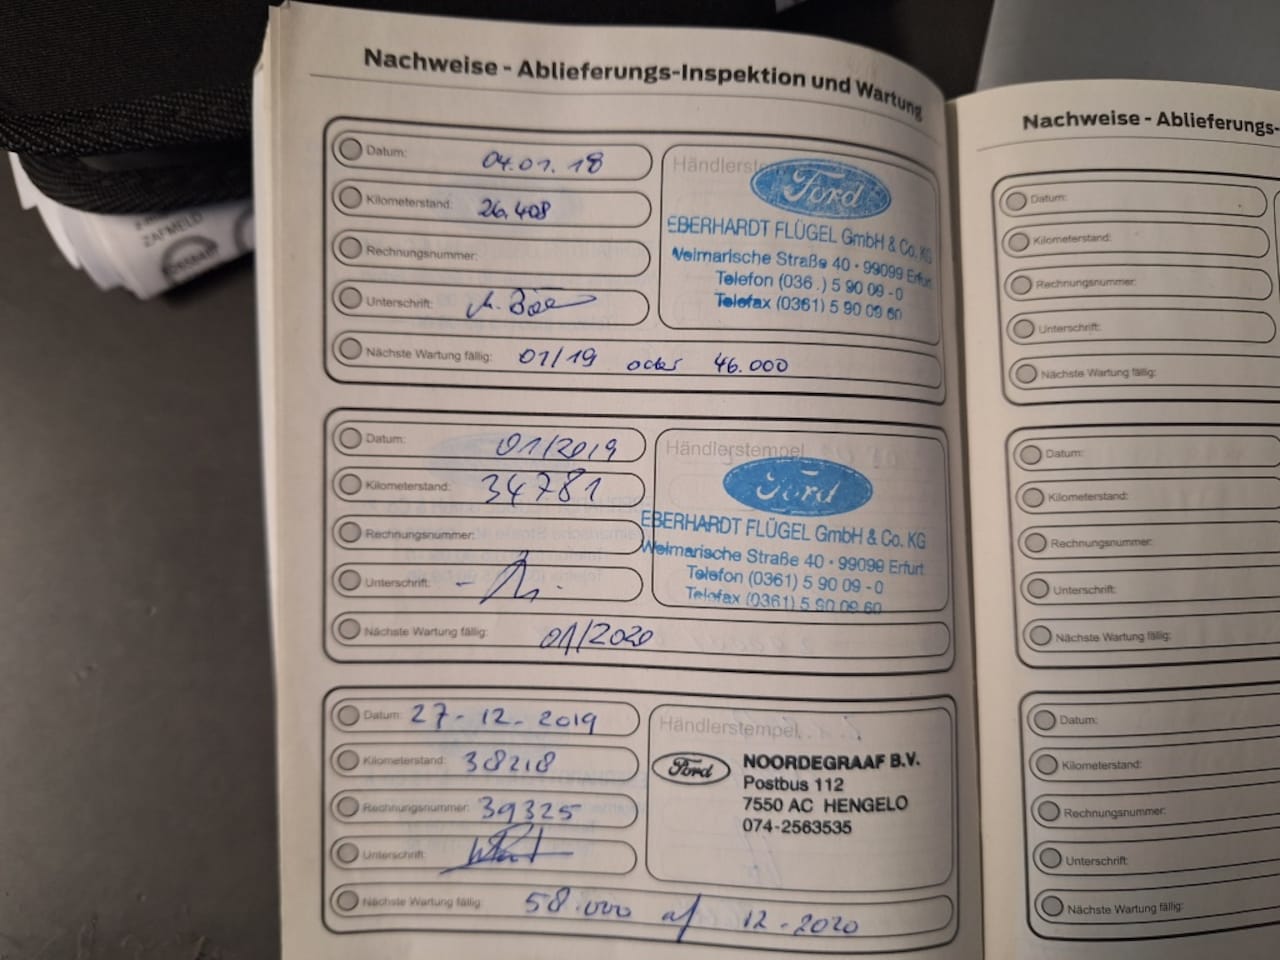 ZAFMELD
Nachweise - Ablieferungs-Inspektion und Wartung
Datum: 04.01.18
Kilometerstand: 26.408
Rechnungsnummer:
Unterschrift:
Nächste Wartung fällig: 01/19 oder 46.000
Ford
EBERHARDT FLÜGEL GmbH & Co. KG
Weimarische Straße 40 · 99099 Erfurt
Telefon (036.) 5 90 09 - 0
Telefax (0361) 5 90 09 60
Datum: 01/2019
Kilometerstand: 34781
Rechnungsnummer:
Unterschrift:
Nächste Wartung fällig: 01/2020
Händlerstempel
Ford
EBERHARDT FLÜGEL GmbH & Co. KG
Weimarische Straße 40 · 99099 Erfurt
Telefon (0361) 5 90 09 - 0
Telefax (0361) 5 90 09 60
Datum: 27-12-2019
Kilometerstand: 38218
Rechnungsnummer: 39325
Unterschrift:
Nächste Wartung fällig: 58.000 of 12-2020
Händlerstempel
Ford
NOORDEGRAAF B.V.
Postbus 112
7550 AC HENGELO
074-2563535
Nachweise - Ablieferungs-
Datum:
Kilometerstand:
Rechnungsnummer:
Unterschrift:
Nächste Wartung fällig:
Datum:
Kilometerstand:
Rechnungsnummer:
Unterschrift:
Nächste Wartung fällig:
Datum:
Kilometerstand:
Rechnungsnummer:
Unterschrift:
Nächste Wartung fällig: